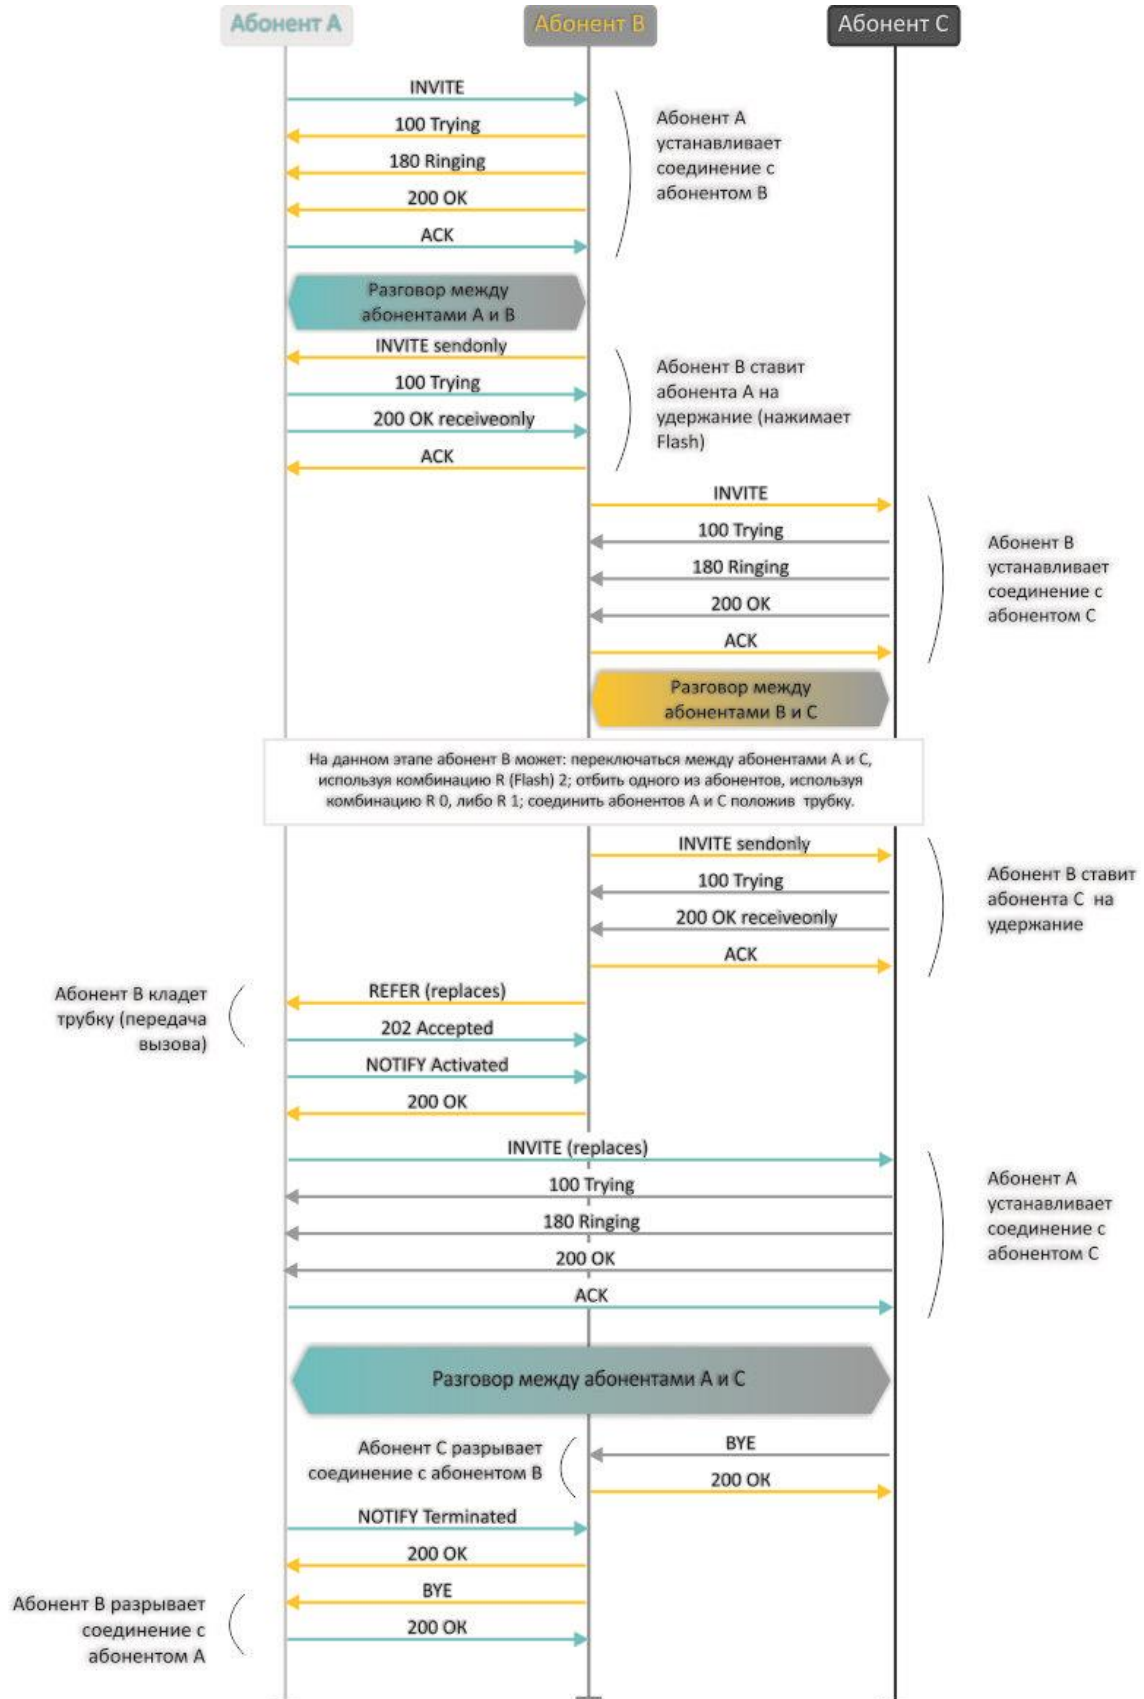 Абонент А
Абонент В
Абонент С
INVITE
100 Trying
180 Ringing
200 OK
ACK
Абонент А
устанавливает
соединение с
абонентом В
Разговор между
абонентами А и В
INVITE sendonly
100 Trying
200 OK receiveonly
ACK
Абонент В ставит
абонента А на
удержание (нажимает
Flash)
INVITE
100 Trying
180 Ringing
200 OK
ACK
Абонент В
устанавливает
соединение с
абонентом С
Разговор между
абонентами В и С
На данном этапе абонент В может: переключаться между абонентами А и С,
используя комбинацию R (Flash) 2; отбить одного из абонентов, используя
комбинацию R 0, либо R 1; соединить абонентов А и С положив трубку.
INVITE sendonly
100 Trying
200 OK receiveonly
ACK
Абонент В ставит
абонента С на
удержание
Абонент В кладет
трубку (передача
вызова)
REFER (replaces)
202 Accepted
NOTIFY Activated
200 OK
INVITE (replaces)
100 Trying
180 Ringing
200 OK
ACK
Абонент А
устанавливает
соединение с
абонентом С
Разговор между абонентами А и С
Абонент С разрывает
соединение с абонентом В
BYE
200 OK
NOTIFY Terminated
200 OK
BYE
200 OK
Абонент В разрывает
соединение с
абонентом А